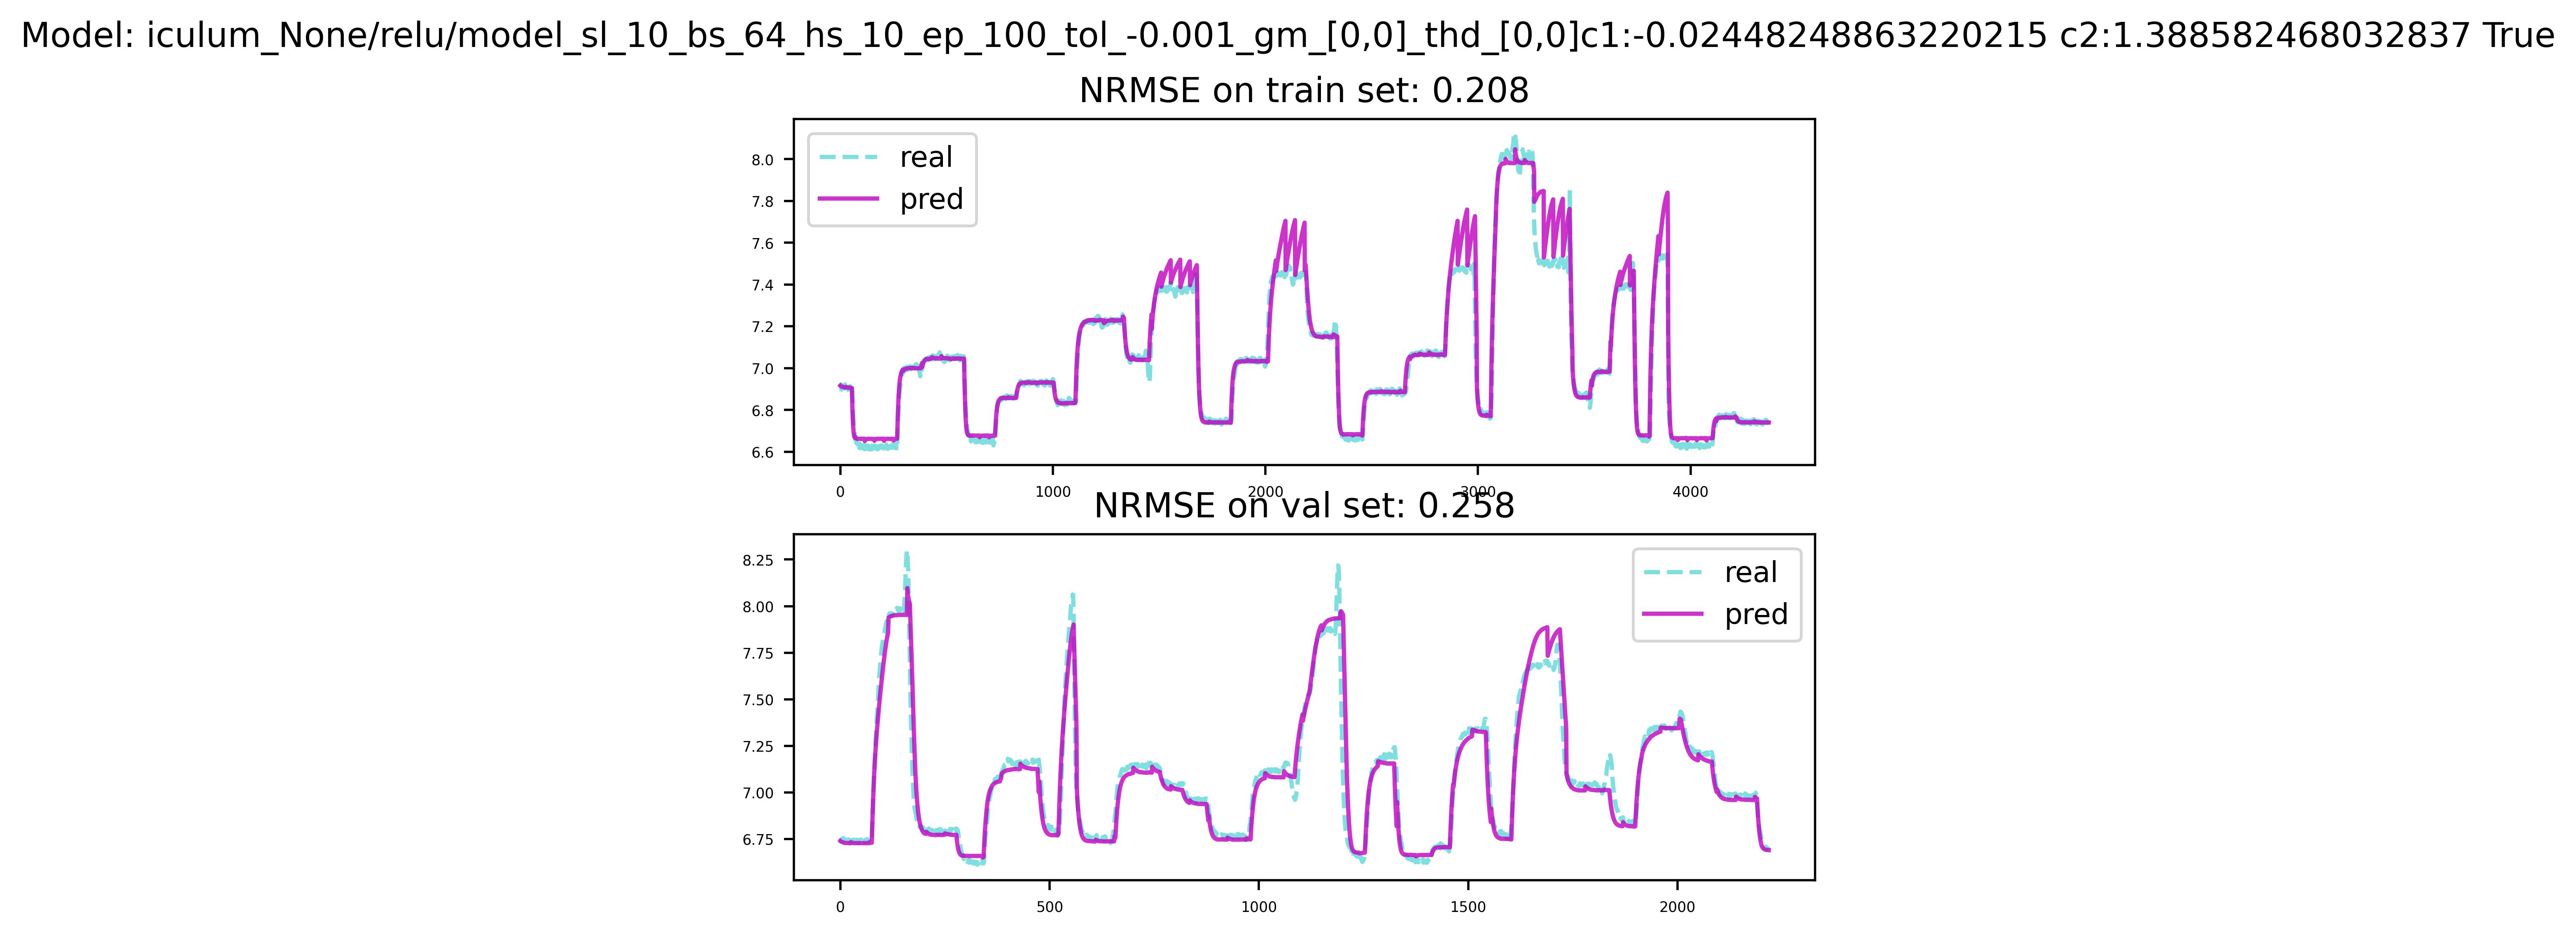 Model: iculum_None/relu/model_sl_10_bs_64_hs_10_ep_100_tol_-0.001_gm_[0,0]_thd_[0,0]c1:-0.02448248863220215 c2:1.388582468032837 True
NRMSE on train set: 0.208
real
pred
8.0
7.8
7.6
7.4
7.2
7.0
6.8
6.6
0 1000 2000 3000 4000
NRMSE on val set: 0.258
real
pred
8.25
8.00
7.75
7.50
7.25
7.00
6.75
0 500 1000 1500 2000